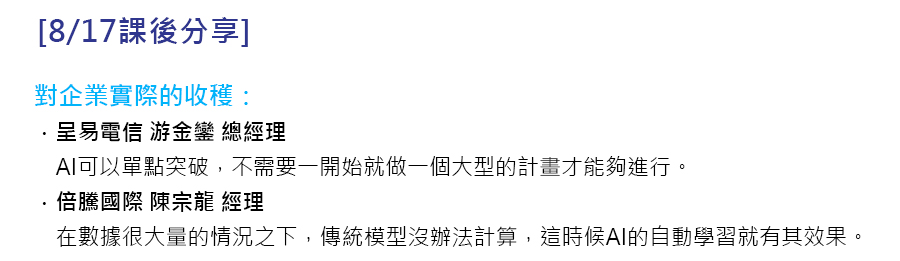 [8/17課後分享]
對企業實際的收穫：
．呈易電信 游金鑾 總經理
AI可以單點突破，不需要一開始就做一個大型的計畫才能夠進行。
．倍騰國際 陳宗龍 經理
在數據很大量的情況之下，傳統模型沒辦法計算，這時候AI的自動學習就有其效果。